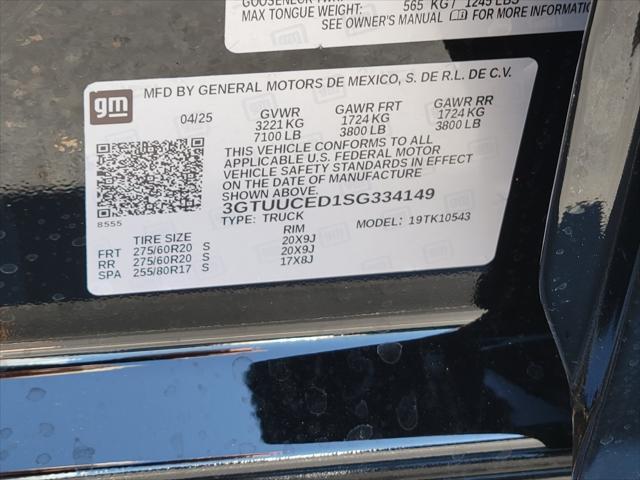 MAX TONGUE WEIGHT: 565 KG / 1245 LBS
SEE OWNER'S MANUAL FOR MORE INFORMATION
gm MFD BY GENERAL MOTORS DE MEXICO, S. DE R.L. DE C.V.
04/25 GVWR GAWR FRT GAWR RR
3221 KG 1724 KG 1724 KG
7100 LB 3800 LB 3800 LB
THIS VEHICLE CONFORMS TO ALL
APPLICABLE U.S. FEDERAL MOTOR
VEHICLE SAFETY STANDARDS IN EFFECT
ON THE DATE OF MANUFACTURE
SHOWN ABOVE.
8555
3GTUUCED1SG334149
TYPE: TRUCK MODEL: 19TK10543
TIRE SIZE RIM
FRT 275/60R20 S 20X9J
RR 275/60R20 S 20X9J
SPA 255/80R17 S 17X8J